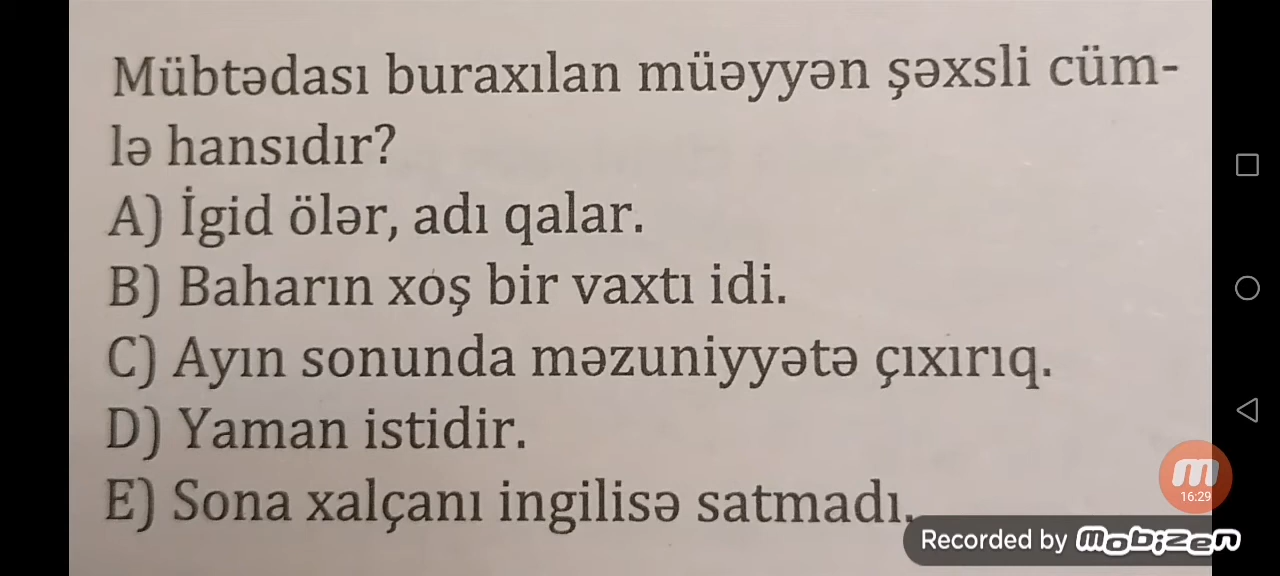 Mübtədası buraxılan müəyyən şəxsli cüm-
lə hansıdır?
A) İgid ölər, adı qalar.
B) Baharın xoş bir vaxtı idi.
C) Ayın sonunda məzuniyyətə çıxırıq.
D) Yaman istidir.
E) Sona xalçanı ingilisə satmadı.
16:29
Recorded by Mobizen